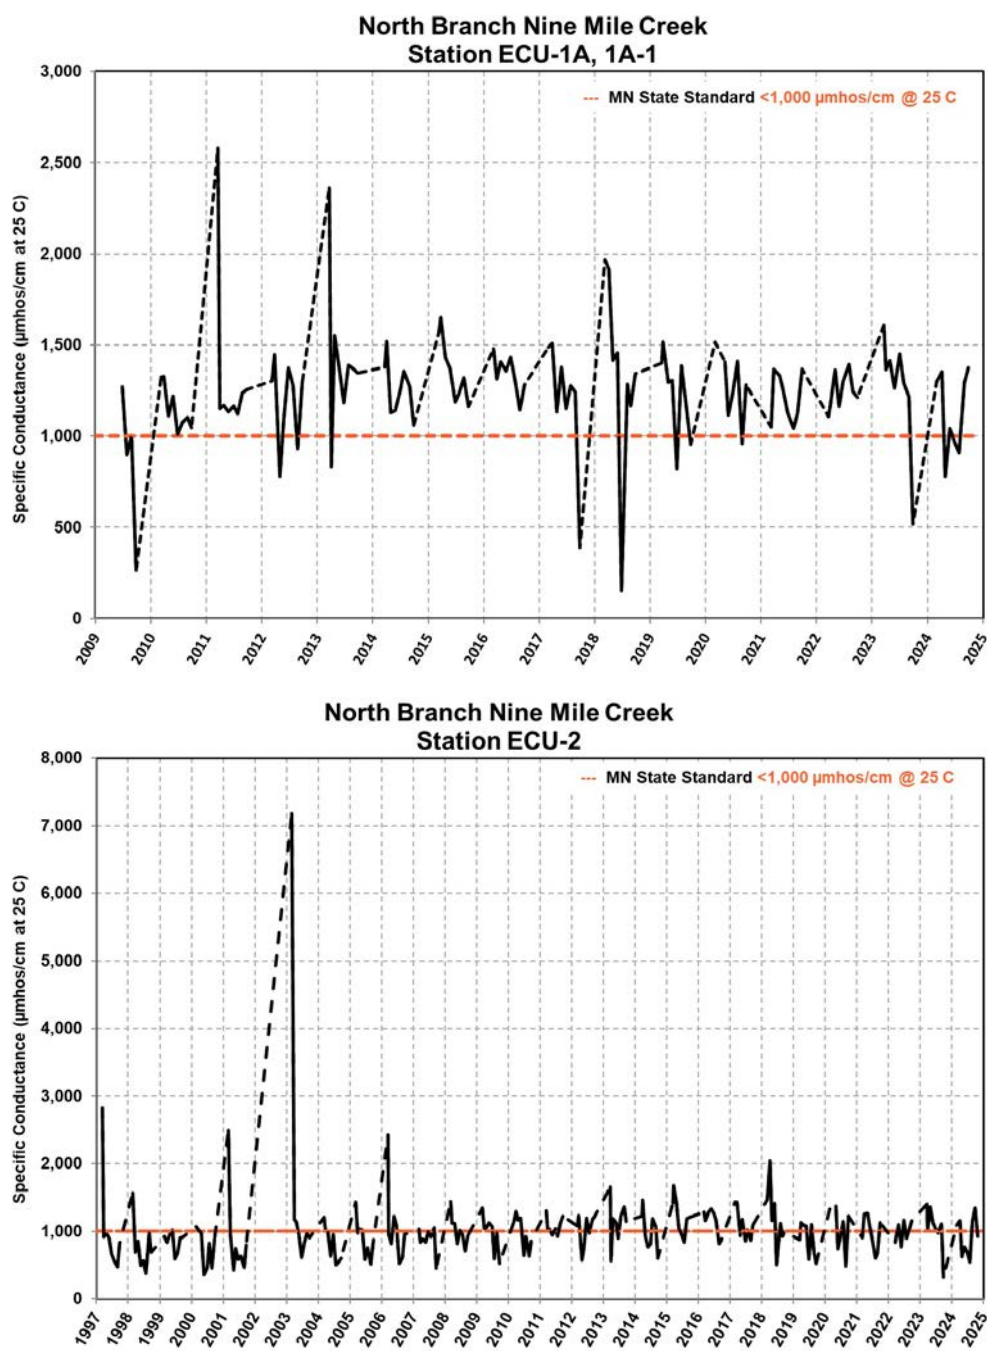 North Branch Nine Mile Creek
Station ECU-1A, 1A-1
3,000
2,500
2,000
1,500
1,000
500
0
Specific Conductance (µmhos/cm at 25 C)
--- MN State Standard <1,000 µmhos/cm @ 25 C
2009 2010 2011 2012 2013 2014 2015 2016 2017 2018 2019 2020 2021 2022 2023 2024 2025
North Branch Nine Mile Creek
Station ECU-2
8,000
7,000
6,000
5,000
4,000
3,000
2,000
1,000
0
Specific Conductance (µmhos/cm at 25 C)
--- MN State Standard <1,000 µmhos/cm @ 25 C
1997 1998 1999 2000 2001 2002 2003 2004 2005 2006 2007 2008 2009 2010 2011 2012 2013 2014 2015 2016 2017 2018 2019 2020 2021 2022 2023 2024 2025